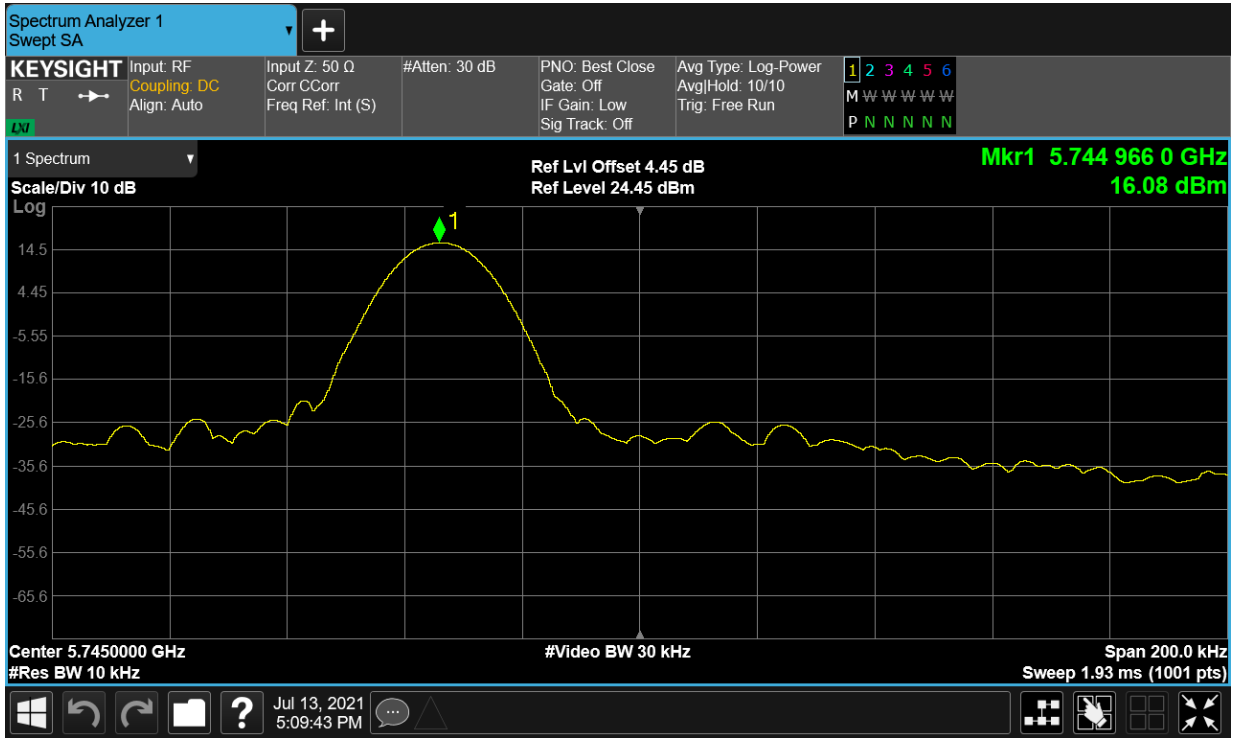 Spectrum Analyzer 1
Swept SA
KEYSIGHT
R T
LXI
Input: RF
Coupling: DC
Align: Auto
Input Z: 50 Ω
Corr CCorr
Freq Ref: Int (S)
#Atten: 30 dB
PNO: Best Close
Gate: Off
IF Gain: Low
Sig Track: Off
Avg Type: Log-Power
Avg|Hold: 10/10
Trig: Free Run
1 2 3 4 5 6
M W W W W W
P N N N N N
1 Spectrum
Scale/Div 10 dB
Log
Ref Lvl Offset 4.45 dB
Ref Level 24.45 dBm
Mkr1 5.744 966 0 GHz
16.08 dBm
1
14.5
4.45
-5.55
-15.6
-25.6
-35.6
-45.6
-55.6
-65.6
Center 5.7450000 GHz
#Res BW 10 kHz
#Video BW 30 kHz
Span 200.0 kHz
Sweep 1.93 ms (1001 pts)
?
Jul 13, 2021
5:09:43 PM